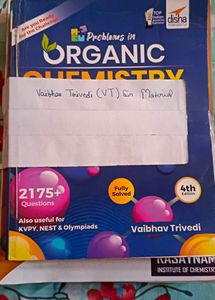 Are you Ready for the Challenge
TOP
disha
Problems in
ORGANIC
CHEMISTRY
Vaibhav Trivedi (VT) Sir Material
2175+
Questions
Fully
Solved
4th
Edition
Also useful for
KVPY, NEST & Olympiads
Vaibhav Trivedi
RASAYNAM
INSTITUTE OF CHEMISTRY